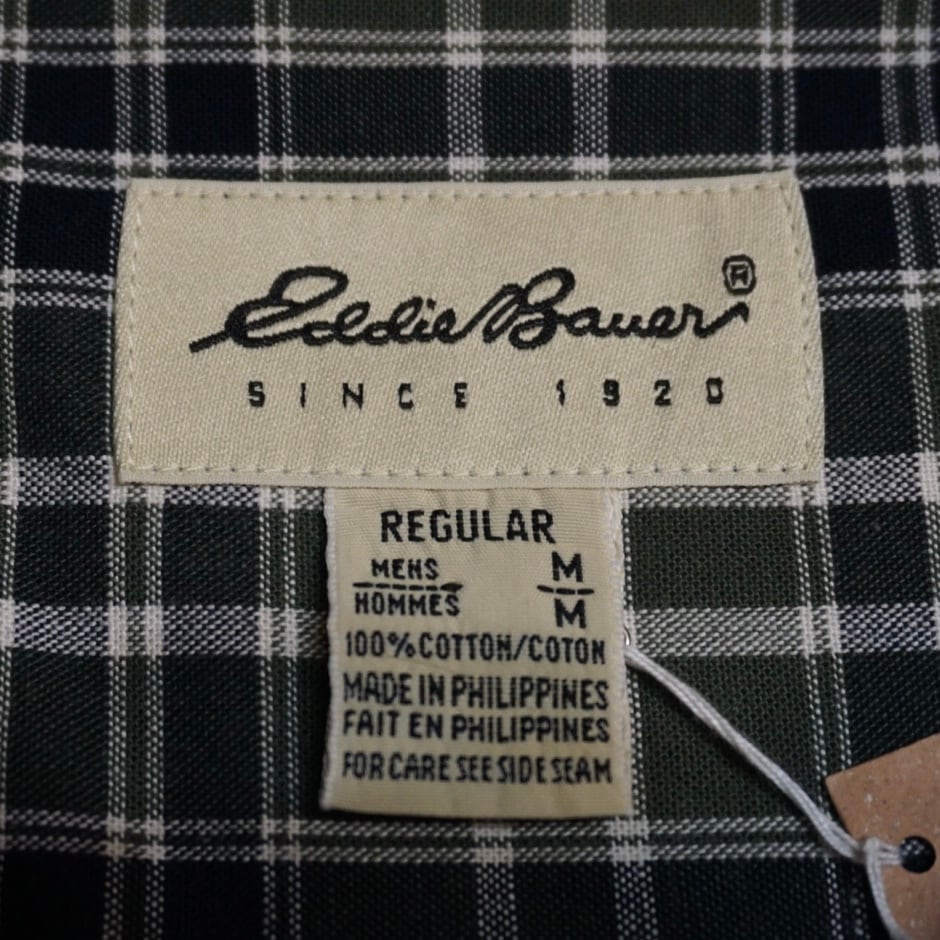 Eddie Bauer®
SINCE 1920
REGULAR
MENS M
HOMMES M
100% COTTON/COTON
MADE IN PHILIPPINES
FAIT EN PHILIPPINES
FOR CARE SEE SIDE SEAM